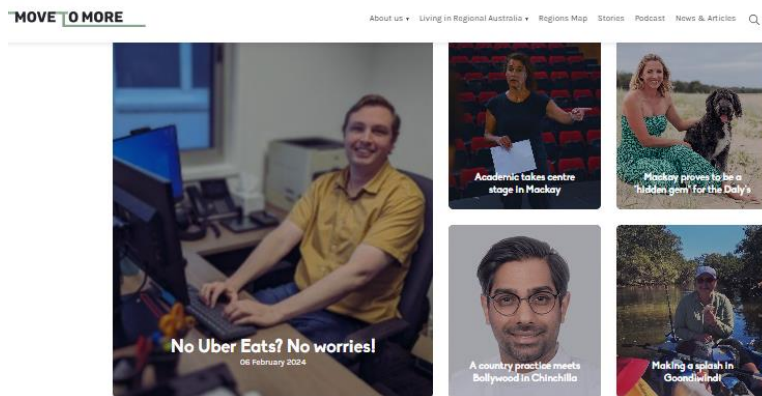 MOVE TO MORE
About us
Living in Regional Australia
Regions Map
Stories
Podcast
News & Articles
No Uber Eats? No worries!
06 February 2024
Academic takes centre
stage in Mackay
Mackay proves to be a
'hidden gem' for the Daly's
A country practice meets
Bollywood in Chinchilla
Making a splash in
Goondiwindi